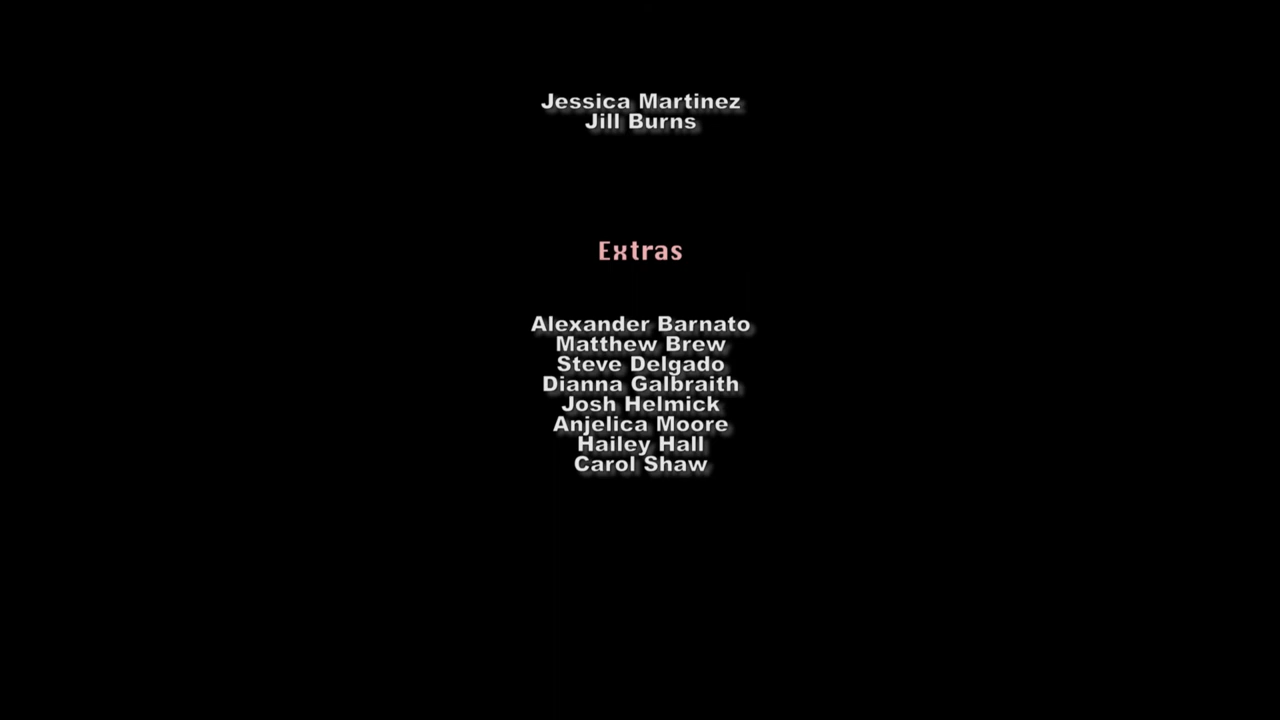 Jessica Martinez
Jill Burns
Extras
Alexander Barnato
Matthew Brew
Steve Delgado
Dianna Galbraith
Josh Helmick
Anjelica Moore
Hailey Hall
Carol Shaw